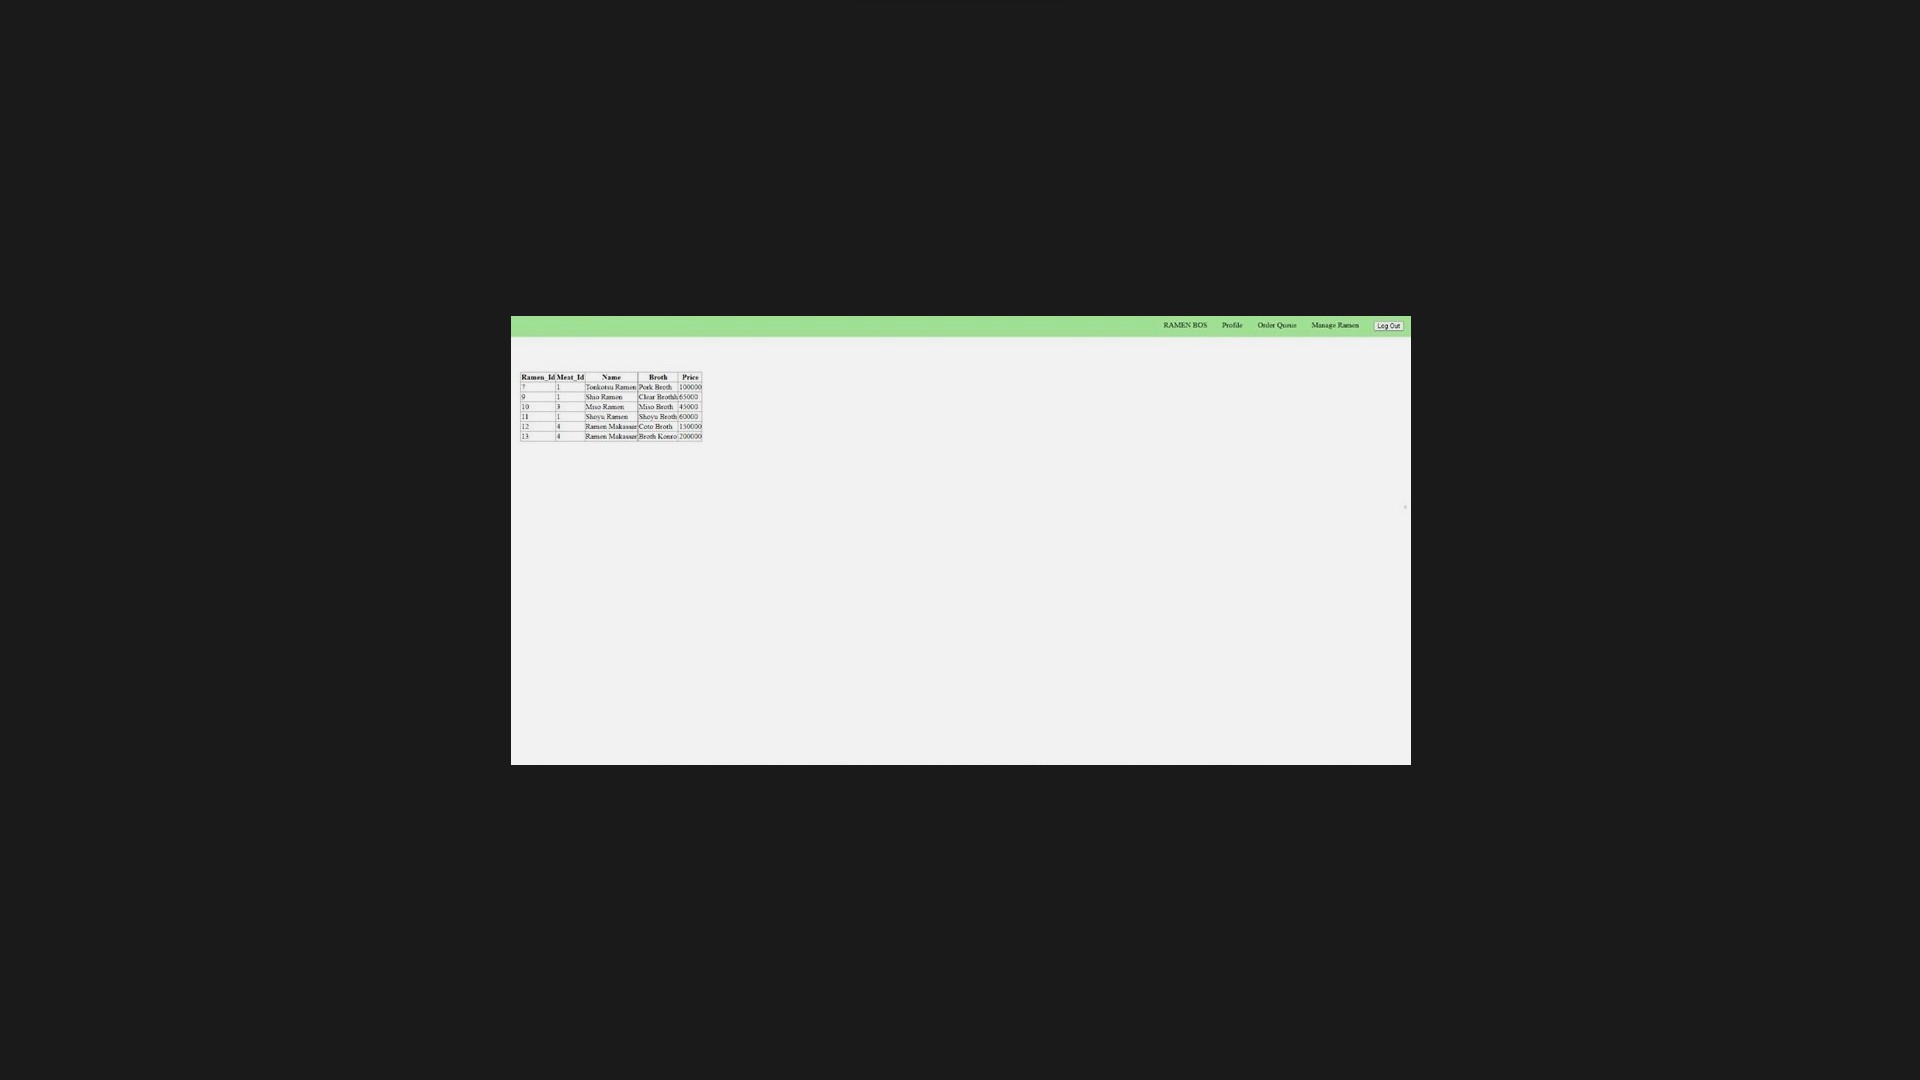 RAMEN BOS Profile Order Queue Manage Ramen Log Out
Ramen_Id Meat_Id Name Broth Price
7 1 Tonkotsu Ramen Pork Broth 100000
9 1 Shio Ramen Clear Brothh 65000
10 3 Miso Ramen Miso Broth 45000
11 1 Shoyu Ramen Shoyu Broth 60000
12 4 Ramen Makassar Coto Broth 150000
13 4 Ramen Makassar Broth Konro 200000